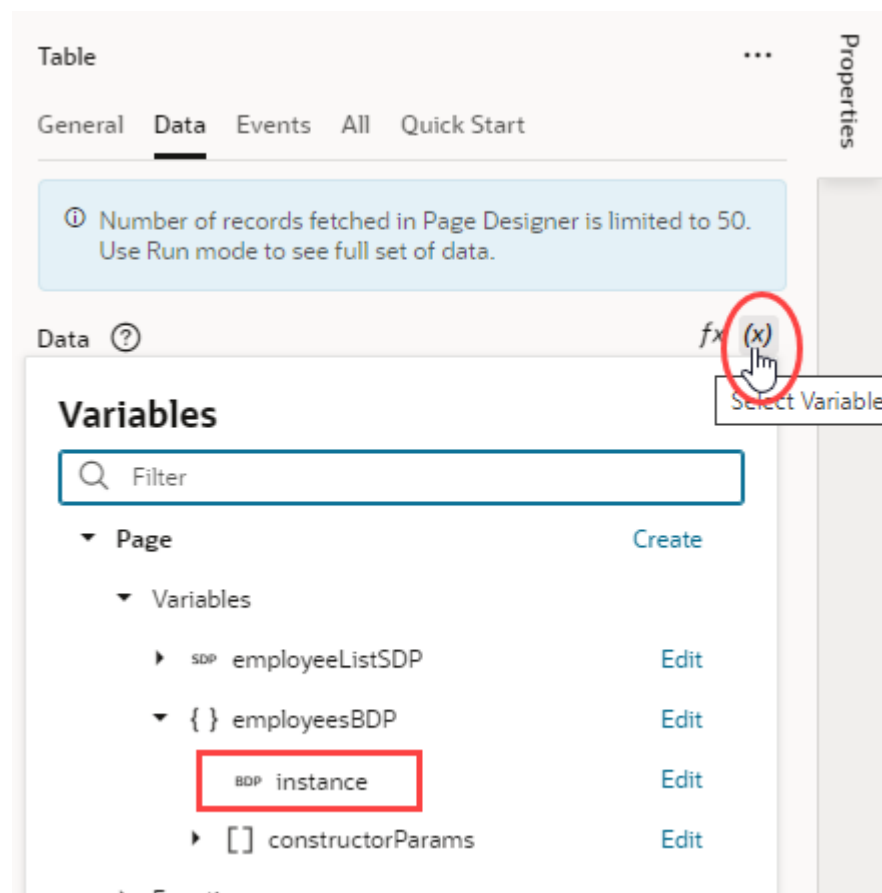 Table
...
Properties
General Data Events All Quick Start
Number of records fetched in Page Designer is limited to 50.
Use Run mode to see full set of data.
Data ? fx (x)
Select Variable
Variables
Filter
Page Create
Variables
SDP employeeListSDP Edit
{ } employeesBDP Edit
BDP instance Edit
[ ] constructorParams Edit